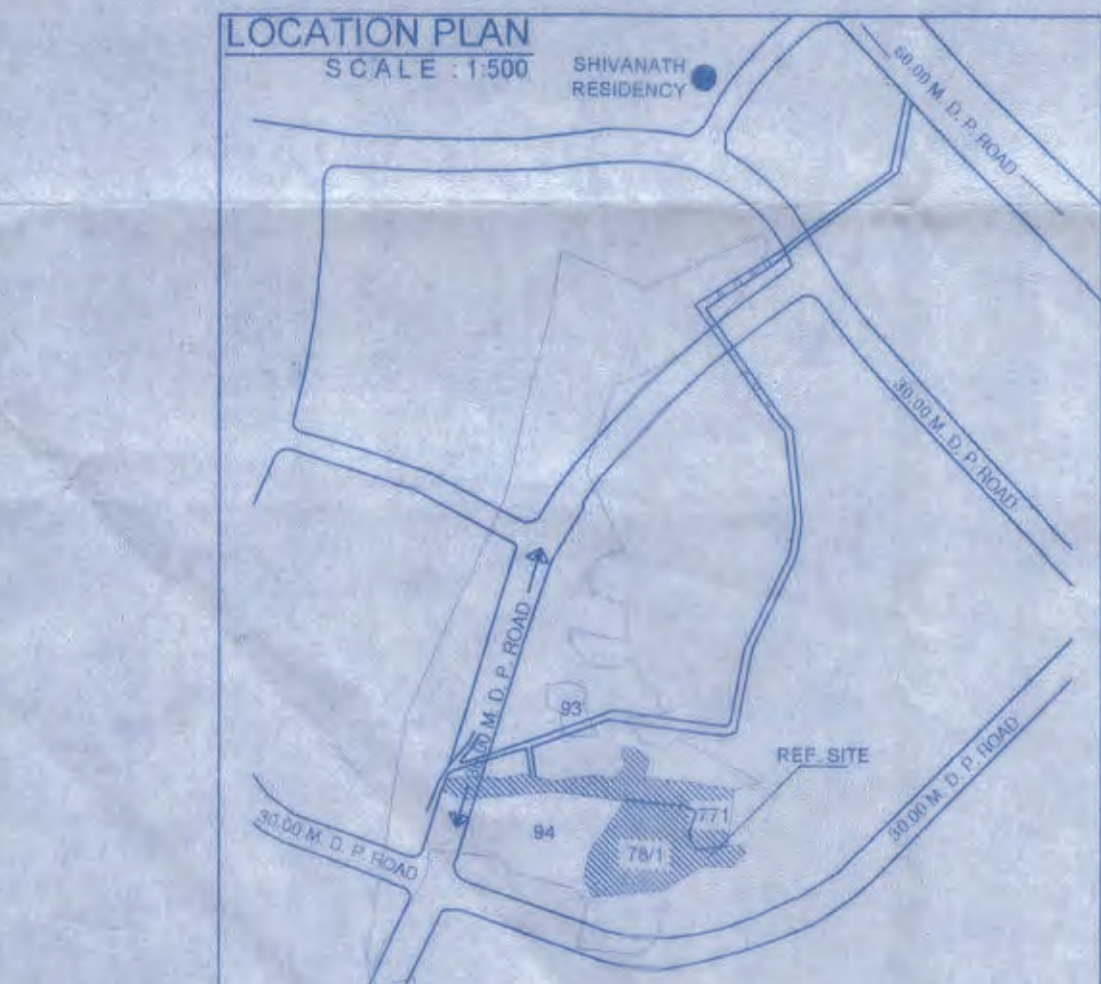 LOCATION PLAN
SCALE : 1:500
SHIVANATH
RESIDENCY
60.00 M. D. P. ROAD
30.00 M. D. P. ROAD
M. D. P. ROAD
93
REF. SITE
771
94
78/1
30.00 M. D. P. ROAD
30.00 M. D. P. ROAD